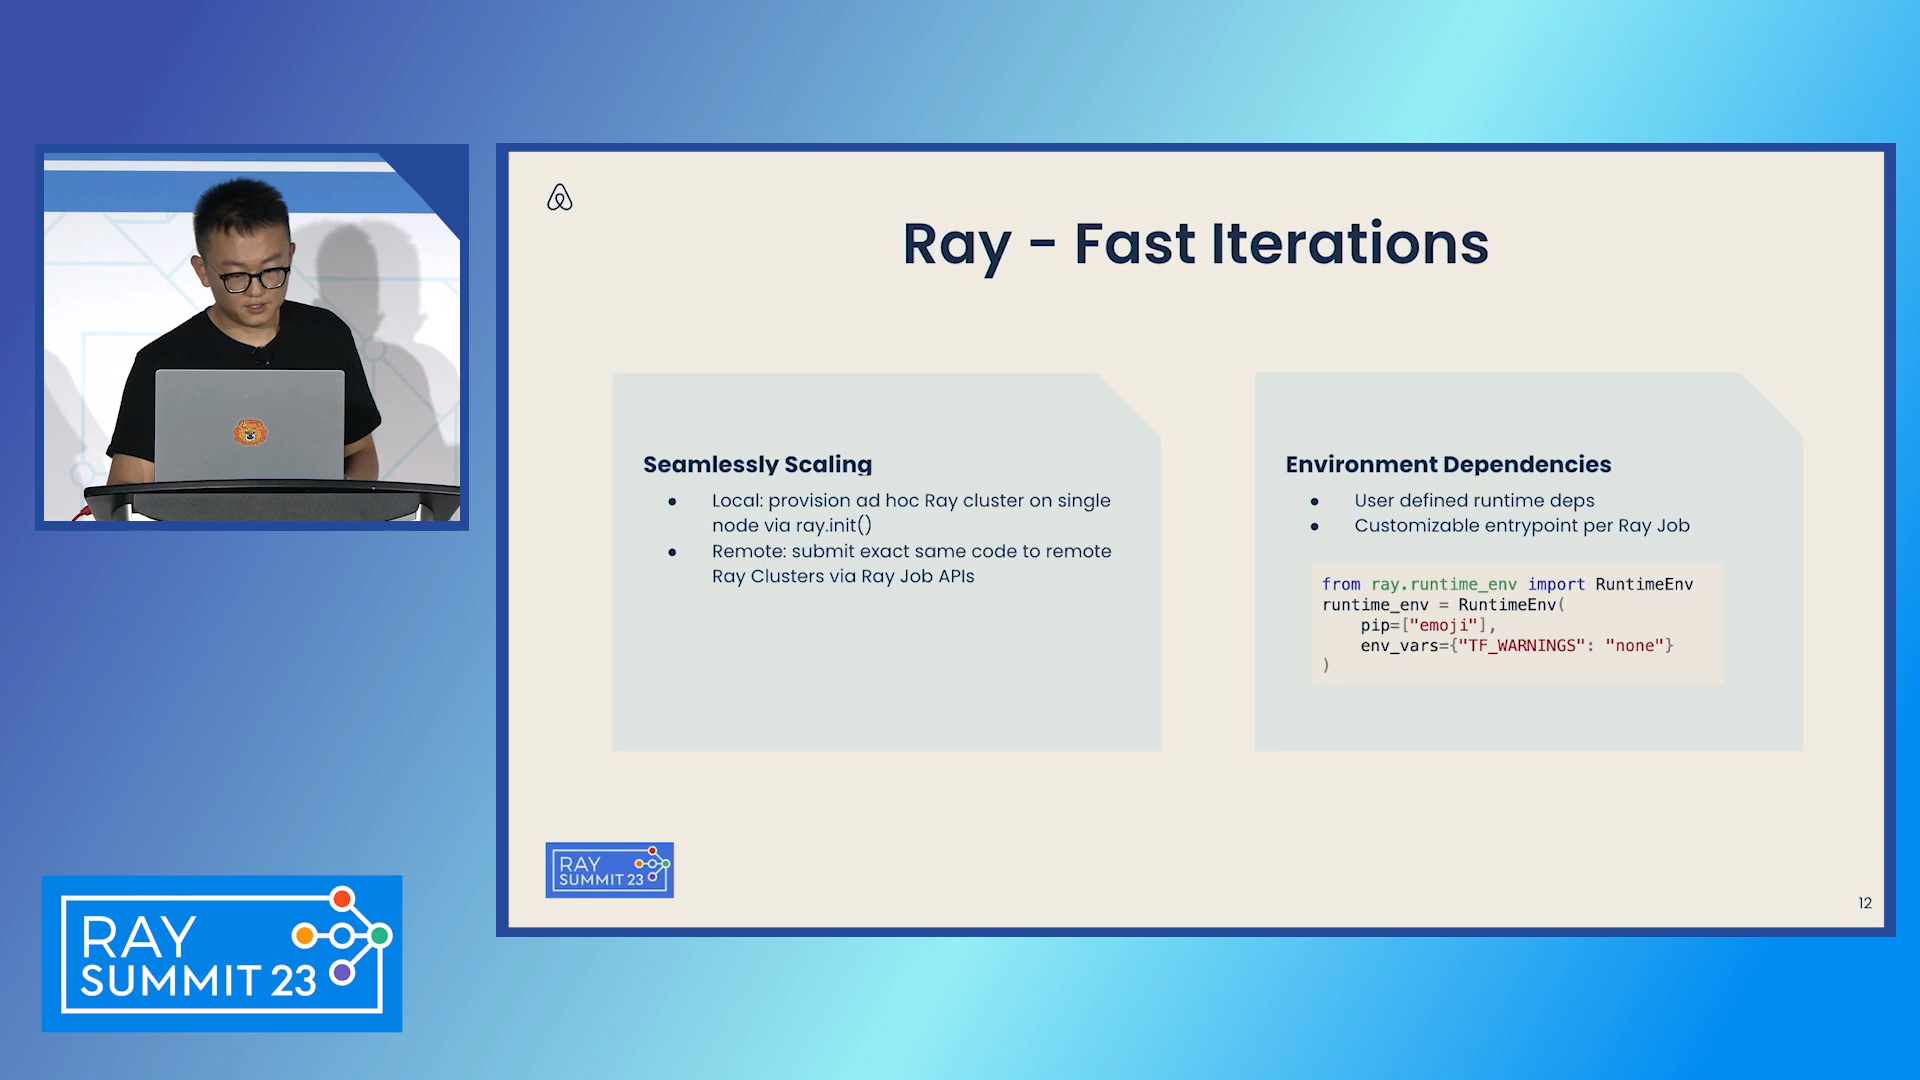 Ray - Fast Iterations
Seamlessly Scaling
● Local: provision ad hoc Ray cluster on single
node via ray.init()
● Remote: submit exact same code to remote
Ray Clusters via Ray Job APIs
Environment Dependencies
● User defined runtime deps
● Customizable entrypoint per Ray Job
from ray.runtime_env import RuntimeEnv
runtime_env = RuntimeEnv(
    pip=["emoji"],
    env_vars={"TF_WARNINGS": "none"}
)
RAY
SUMMIT 23
12
RAY
SUMMIT 23